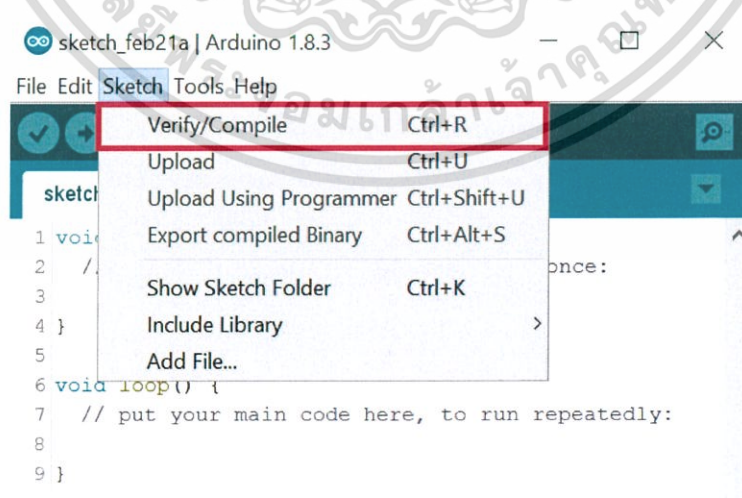 sketch_feb21a | Arduino 1.8.3
File Edit Sketch Tools Help
Verify/Compile Ctrl+R
Upload Ctrl+U
sketch
Upload Using Programmer Ctrl+Shift+U
1 voi
Export compiled Binary Ctrl+Alt+S
2 // once:
3 Show Sketch Folder Ctrl+K
4 } Include Library >
5 Add File...
6 void loop() {
7 // put your main code here, to run repeatedly:
8
9 }